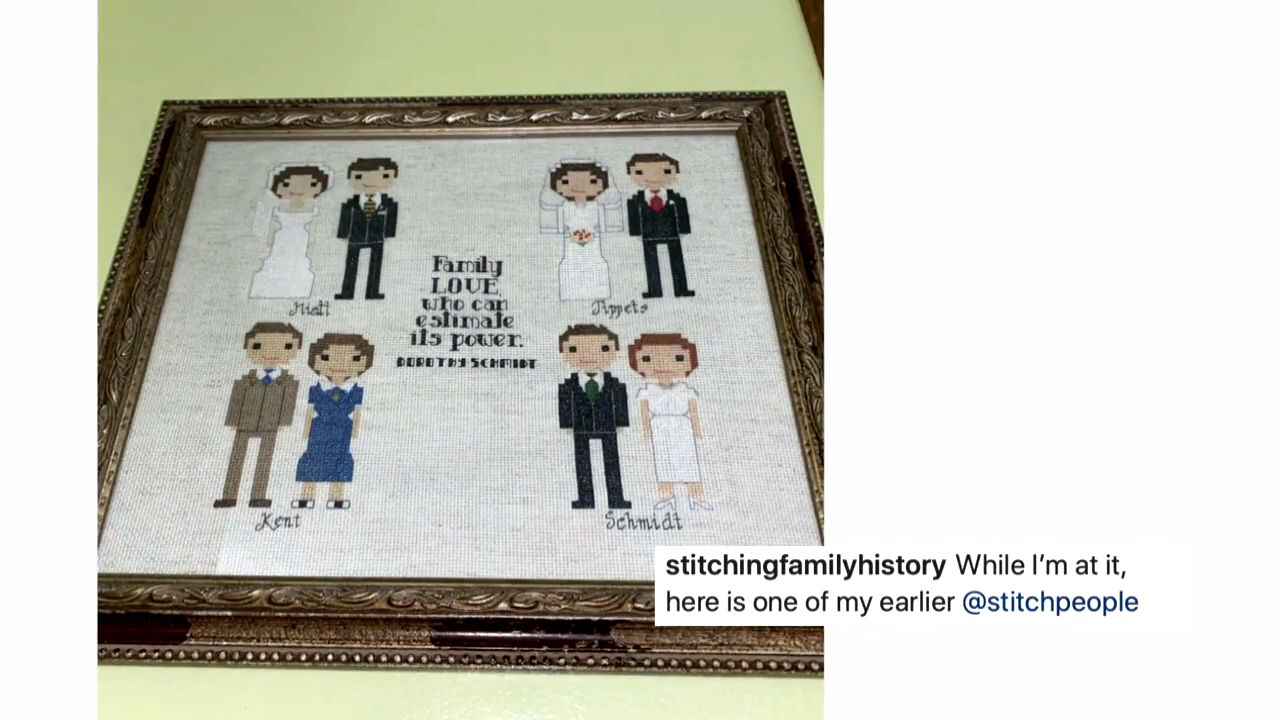 Hiatt
Tippets
Family
LOVE
who can
estimate
its power.
DOROTHY SCHMIDT
Kent
Schmidt
stitchingfamilyhistory While I’m at it,
here is one of my earlier @stitchpeople